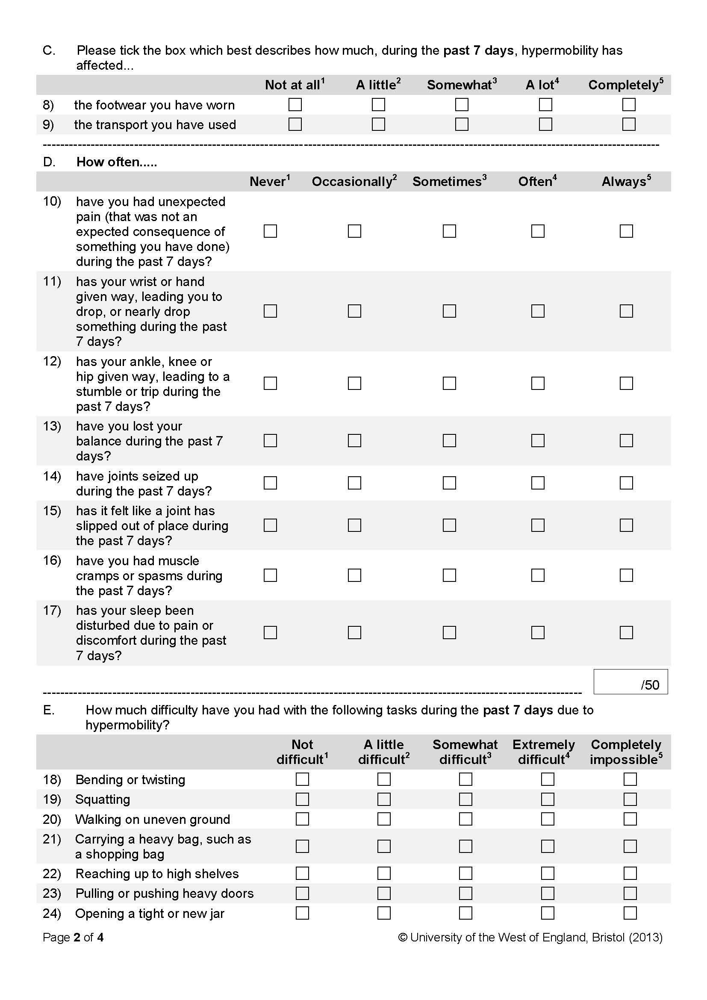 C. Please tick the box which best describes how much, during the past 7 days, hypermobility has
affected...
Not at all1 A little2 Somewhat3 A lot4 Completely5
8) the footwear you have worn
9) the transport you have used
D. How often.....
Never1 Occasionally2 Sometimes3 Often4 Always5
10) have you had unexpected
pain (that was not an
expected consequence of
something you have done)
during the past 7 days?
11) has your wrist or hand
given way, leading you to
drop, or nearly drop
something during the past
7 days?
12) has your ankle, knee or
hip given way, leading to a
stumble or trip during the
past 7 days?
13) have you lost your
balance during the past 7
days?
14) have joints seized up
during the past 7 days?
15) has it felt like a joint has
slipped out of place during
the past 7 days?
16) have you had muscle
cramps or spasms during
the past 7 days?
17) has your sleep been
disturbed due to pain or
discomfort during the past
7 days?
/50
E. How much difficulty have you had with the following tasks during the past 7 days due to
hypermobility?
Not A little Somewhat Extremely Completely
difficult1 difficult2 difficult3 difficult4 impossible5
18) Bending or twisting
19) Squatting
20) Walking on uneven ground
21) Carrying a heavy bag, such as
a shopping bag
22) Reaching up to high shelves
23) Pulling or pushing heavy doors
24) Opening a tight or new jar
Page 2 of 4 © University of the West of England, Bristol (2013)